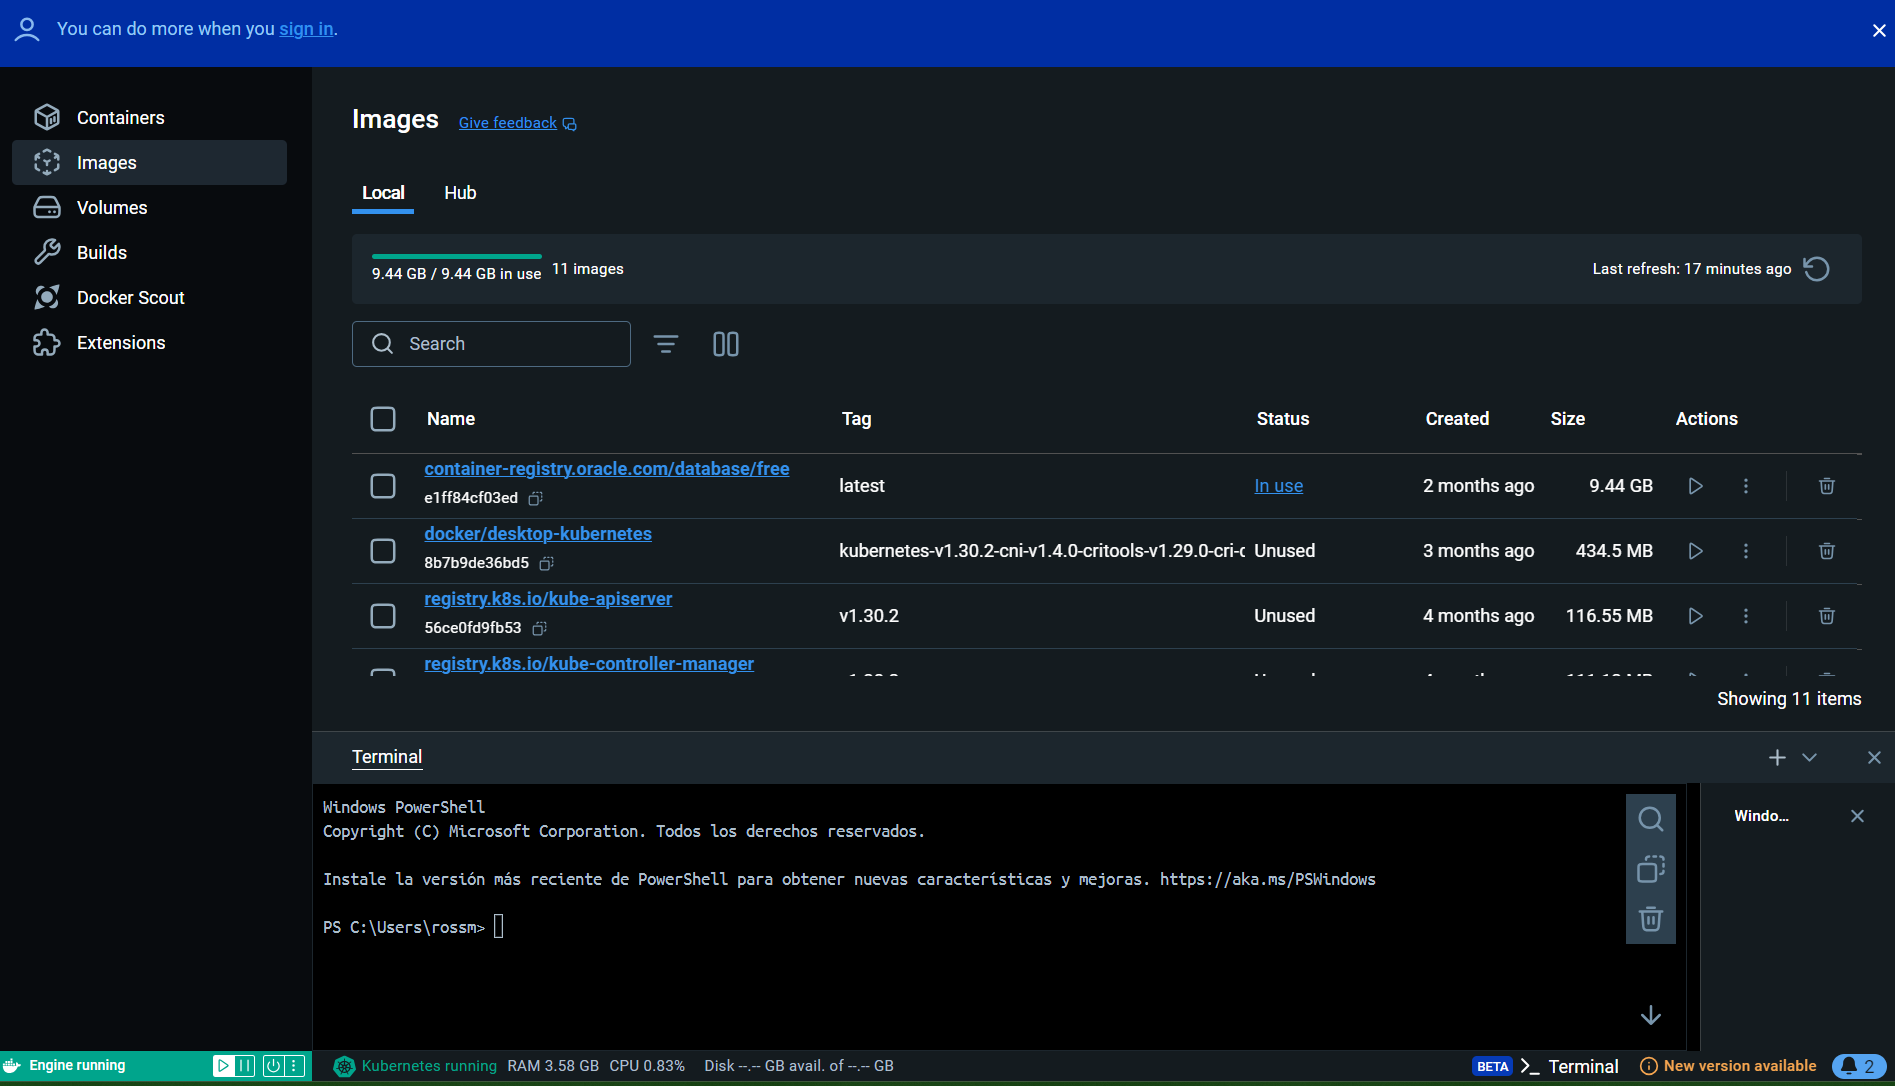 You can do more when you sign in.
Containers
Images
Volumes
Builds
Docker Scout
Extensions
Images Give feedback
Local Hub
9.44 GB / 9.44 GB in use 11 images Last refresh: 17 minutes ago
Search
Name Tag Status Created Size Actions
container-registry.oracle.com/database/free
e1ff84cf03ed latest In use 2 months ago 9.44 GB
docker/desktop-kubernetes
8b7b9de36bd5 kubernetes-v1.30.2-cni-v1.4.0-critools-v1.29.0-cri-c Unused 3 months ago 434.5 MB
registry.k8s.io/kube-apiserver
56ce0fd9fb53 v1.30.2 Unused 4 months ago 116.55 MB
registry.k8s.io/kube-controller-manager
Showing 11 items
Terminal
Windows PowerShell
Copyright (C) Microsoft Corporation. Todos los derechos reservados.
Instale la versión más reciente de PowerShell para obtener nuevas características y mejoras. https://aka.ms/PSWindows
PS C:\Users\rossm>
Windo...
Engine running
Kubernetes running RAM 3.58 GB CPU 0.83% Disk --.-- GB avail. of --.-- GB
BETA Terminal New version available 2